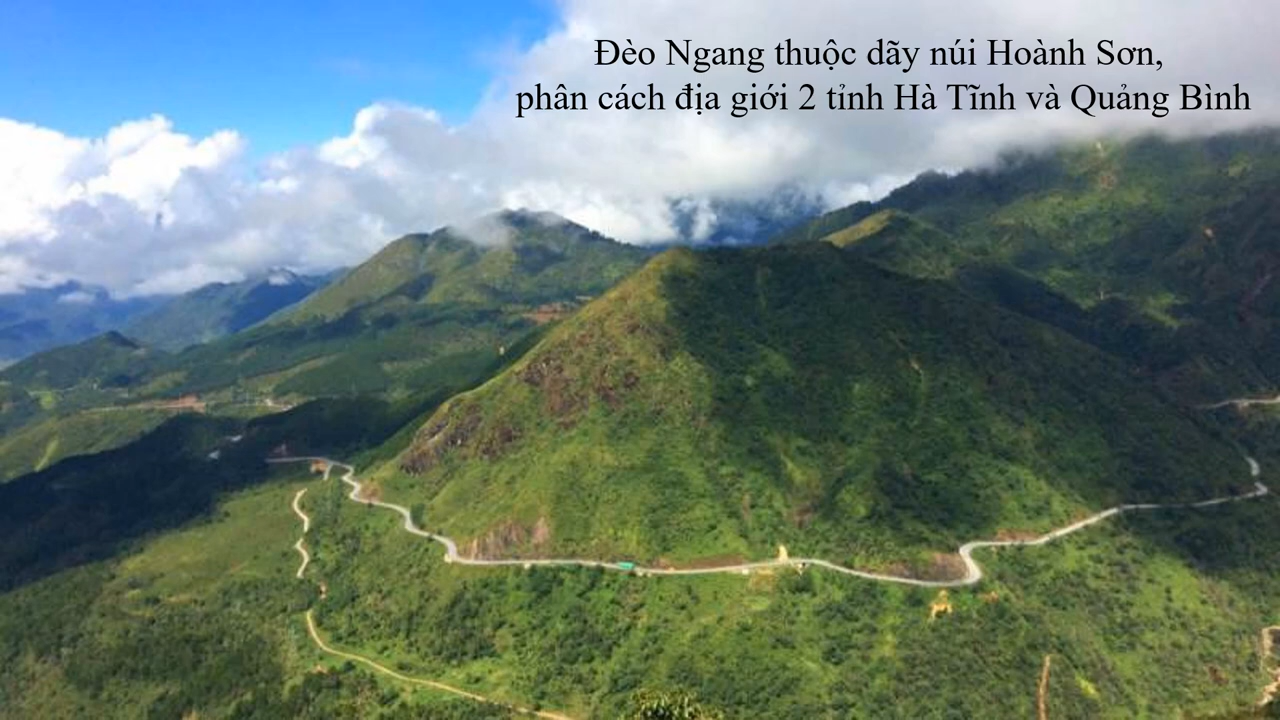 Đèo Ngang thuộc dãy núi Hoành Sơn,
phân cách địa giới 2 tỉnh Hà Tĩnh và Quảng Bình